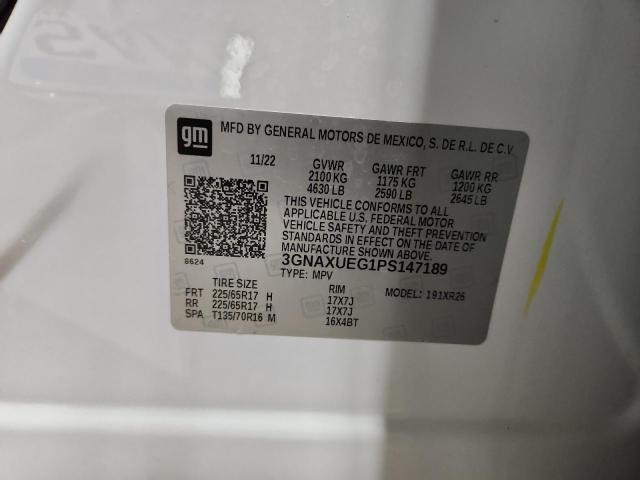 gm MFD BY GENERAL MOTORS DE MEXICO, S. DE R.L. DE C.V.
11/22 GVWR GAWR FRT GAWR RR
2100 KG 1175 KG 1200 KG
4630 LB 2590 LB 2645 LB
THIS VEHICLE CONFORMS TO ALL
APPLICABLE U.S. FEDERAL MOTOR
VEHICLE SAFETY AND THEFT PREVENTION
STANDARDS IN EFFECT ON THE DATE OF
MANUFACTURE SHOWN ABOVE.
8624 3GNAXUEG1PS147189
TYPE: MPV
TIRE SIZE RIM MODEL: 191XR26
FRT 225/65R17 H 17X7J
RR 225/65R17 H 17X7J
SPA T135/70R16 M 16X4BT